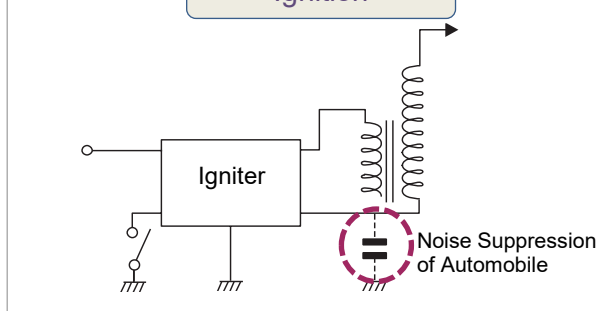 Ignition
Igniter
Noise Suppression
of Automobile